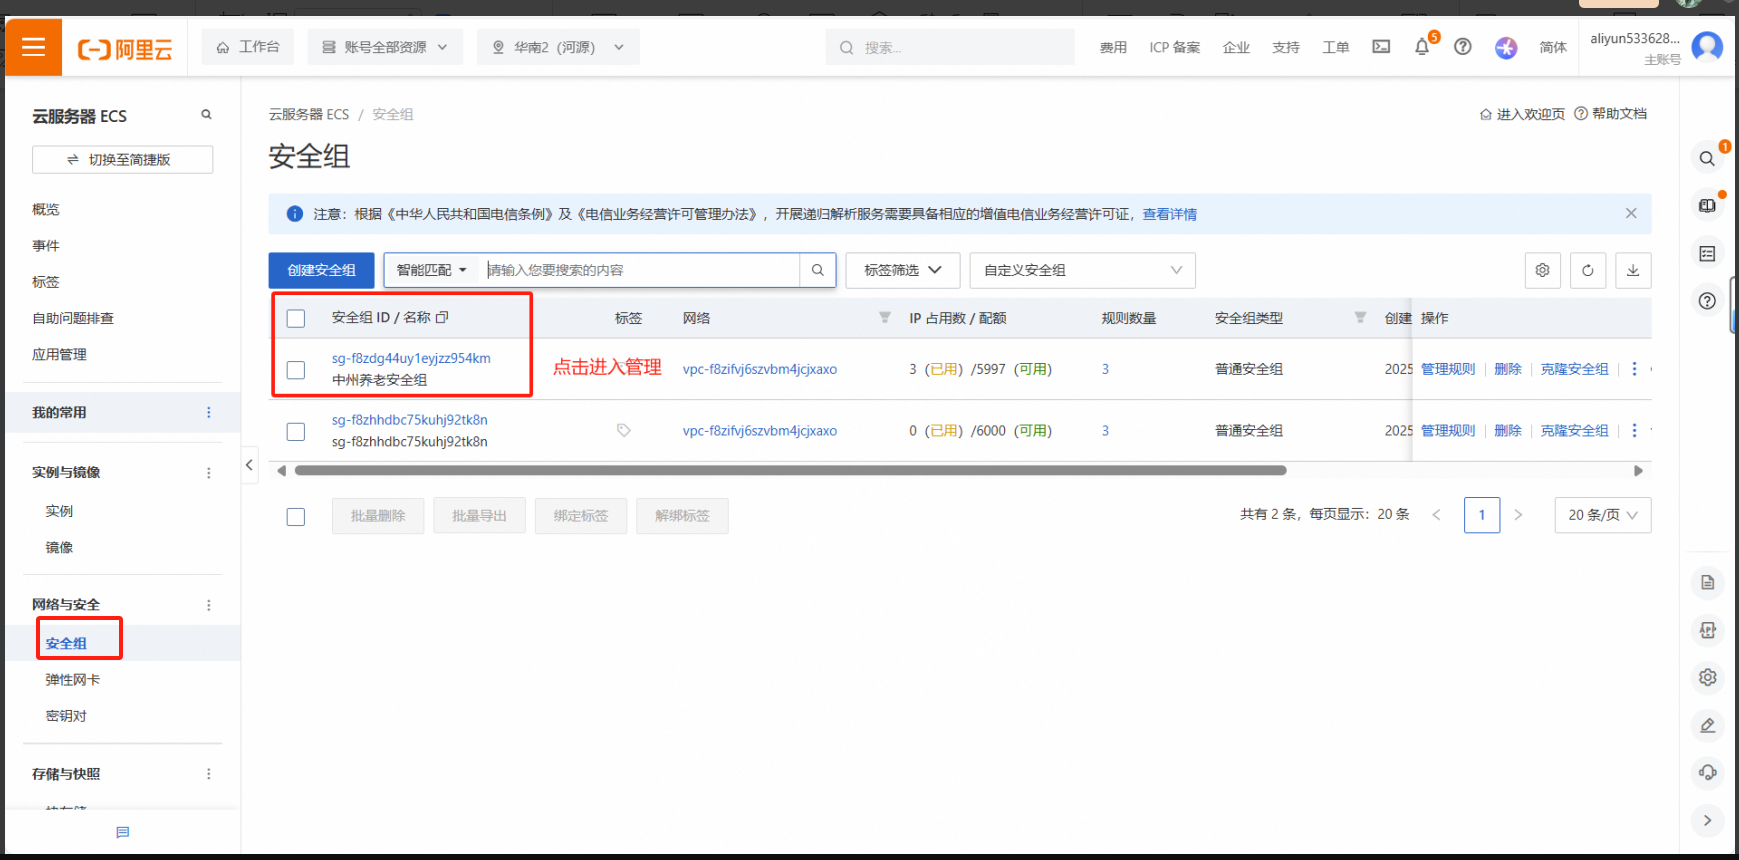 阿里云
工作台
账号全部资源
华南2（河源）
搜索...
费用
ICP 备案
企业
支持
工单
5
简体
aliyun533628...
主账号
云服务器 ECS
切换至简捷版
概览
事件
标签
自助问题排查
应用管理
我的常用
实例与镜像
实例
镜像
网络与安全
安全组
弹性网卡
密钥对
存储与快照
云服务器 ECS / 安全组
进入欢迎页
帮助文档
安全组
注意：根据《中华人民共和国电信条例》及《电信业务经营许可管理办法》，开展递归解析服务需要具备相应的增值电信业务经营许可证，查看详情
创建安全组
智能匹配
请输入您要搜索的内容
标签筛选
自定义安全组
安全组 ID / 名称
标签
网络
IP 占用数 / 配额
规则数量
安全组类型
创建
操作
sg-f8zdg44uy1eyjzz954km
中州养老安全组
点击进入管理
vpc-f8zifvj6szvbm4jcjxaxo
3（已用）/5997（可用）
3
普通安全组
2025
管理规则
删除
克隆安全组
sg-f8zhhdbc75kuhj92tk8n
sg-f8zhhdbc75kuhj92tk8n
vpc-f8zifvj6szvbm4jcjxaxo
0（已用）/6000（可用）
3
普通安全组
2025
管理规则
删除
克隆安全组
批量删除
批量导出
绑定标签
解绑标签
共有 2 条，每页显示：20 条
1
20 条/页
1
API